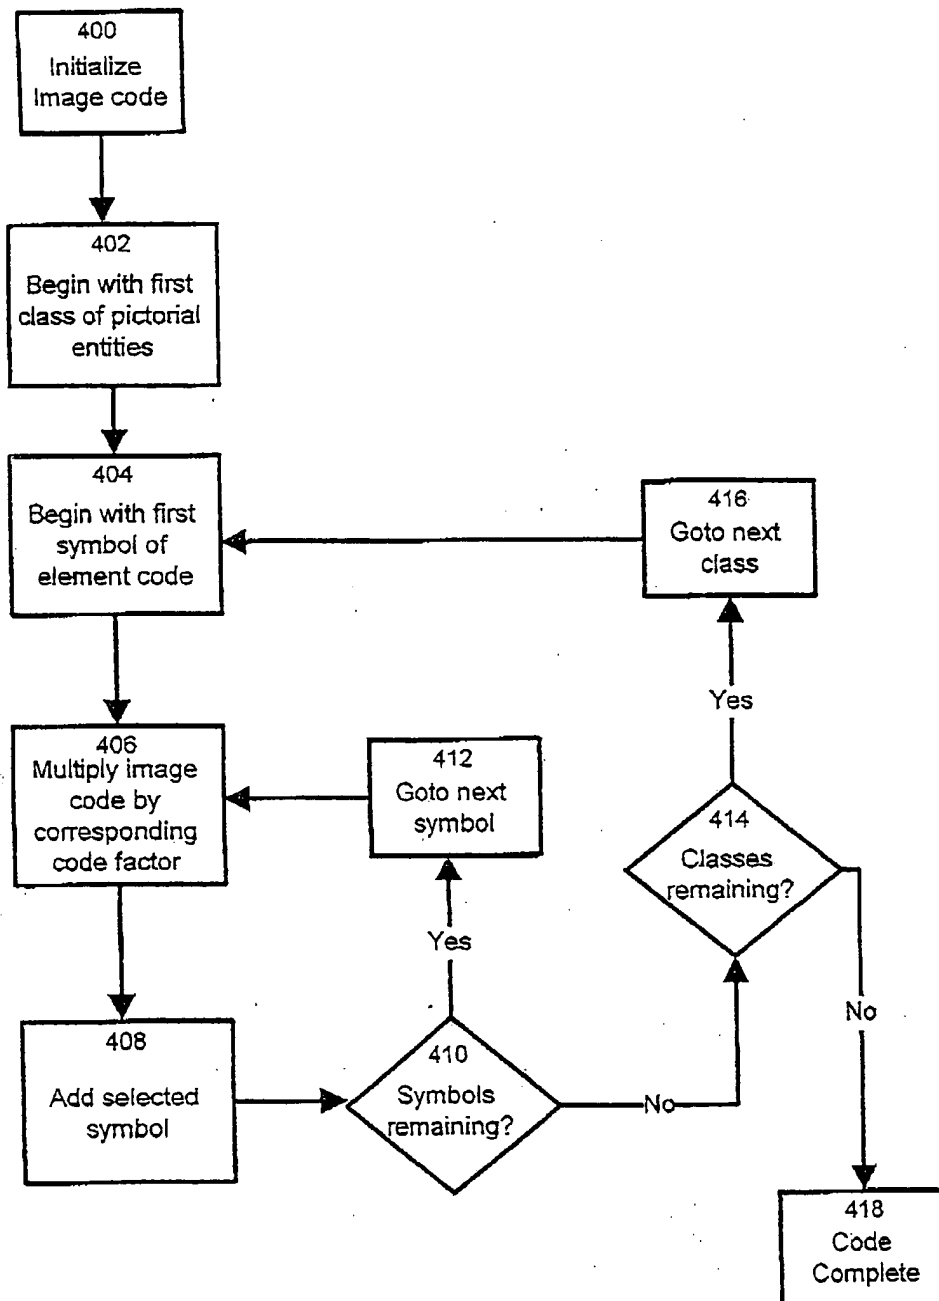 400
Initialize
Image code
402
Begin with first
class of pictorial
entities
404
Begin with first
symbol of
element code
416
Goto next
class
Yes
406
Multiply image
code by
corresponding
code factor
412
Goto next
symbol
414
Classes
remaining?
Yes
No
408
Add selected
symbol
410
Symbols
remaining?
No
418
Code
Complete